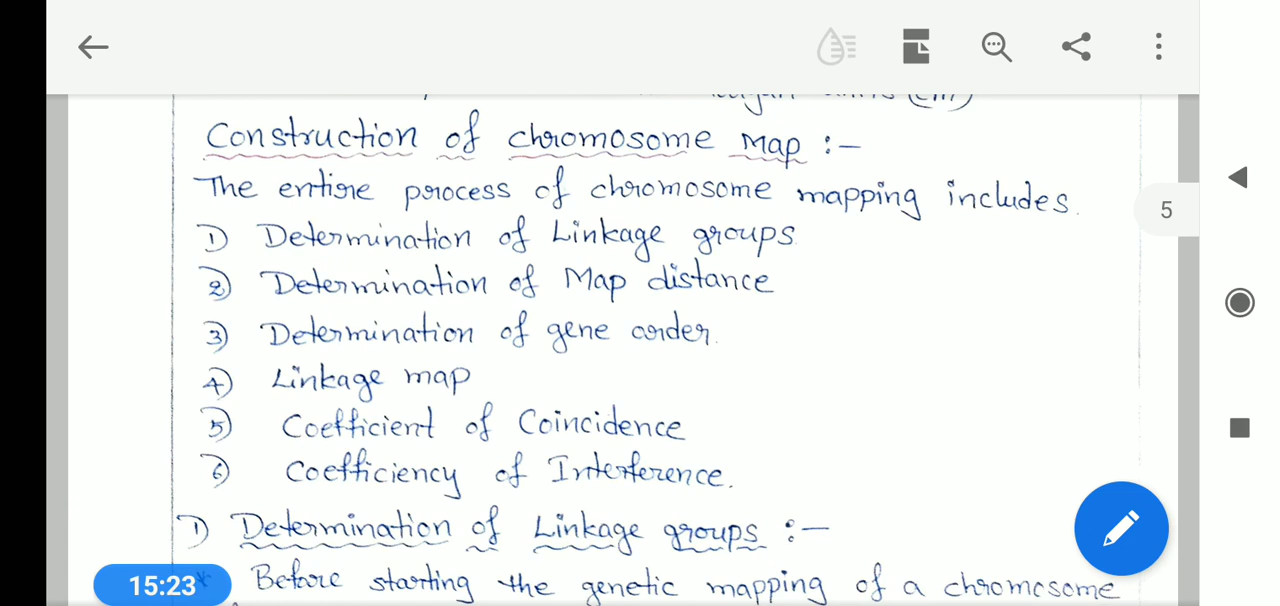 Construction of chromosome Map :-
The entire process of chromosome mapping includes.
5
1) Determination of Linkage groups
2) Determination of Map distance
3) Determination of gene order.
4) Linkage map
5) Coefficient of Coincidence
6) Coefficiency of Interference.
1) Determination of Linkage groups :-
15:23
* Before starting the genetic mapping of a chromosome